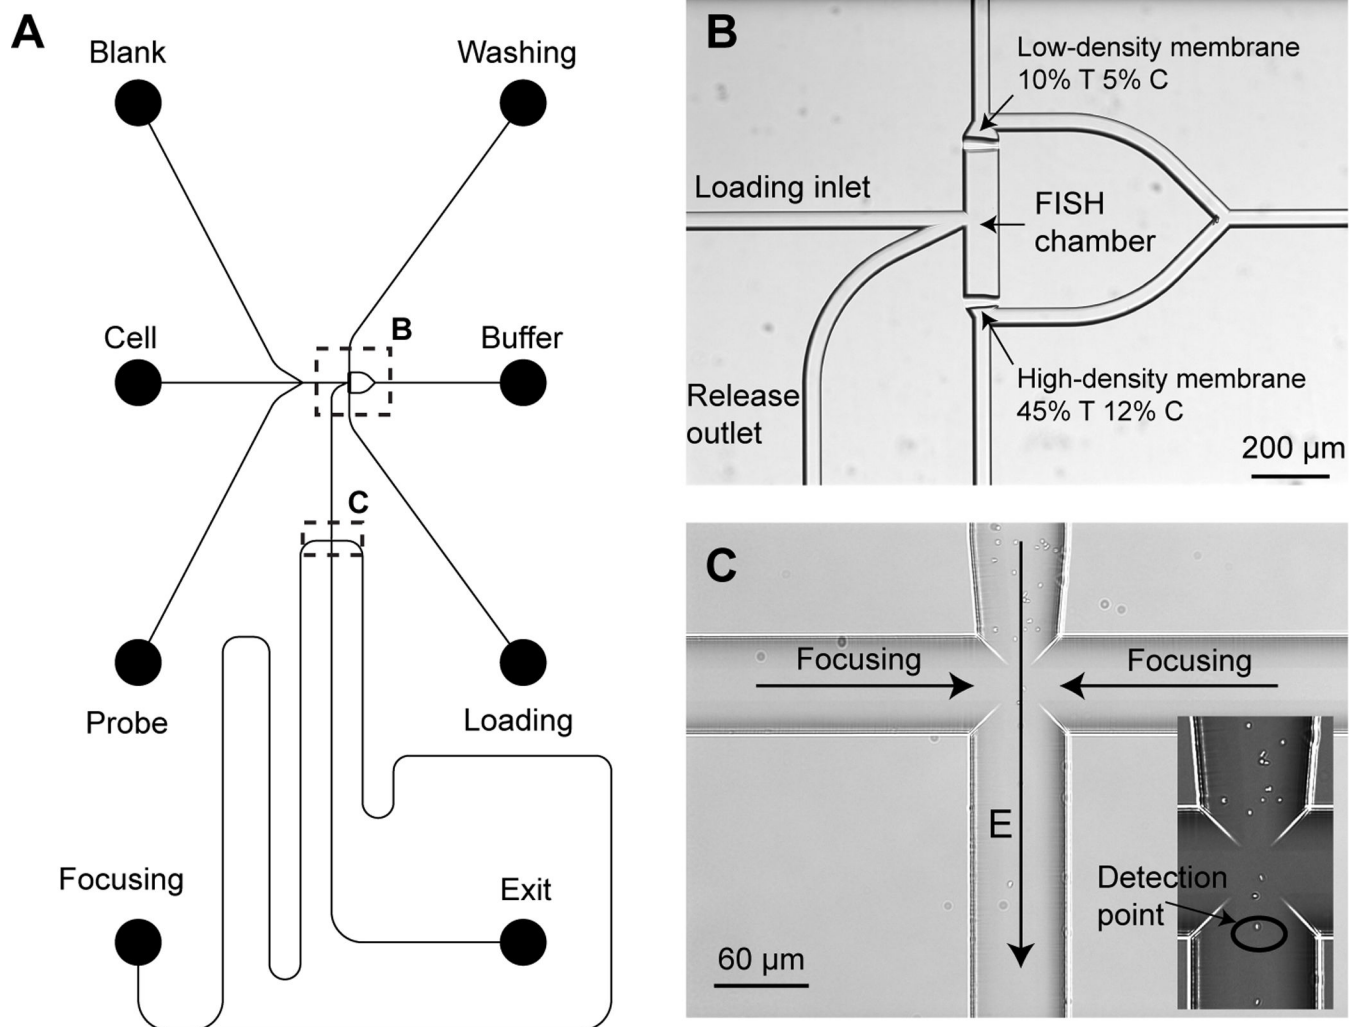 A
Blank
Washing
Cell
B
Buffer
C
Probe
Loading
Focusing
Exit
B
Low-density membrane
10% T 5% C
Loading inlet
FISH
chamber
Release
outlet
High-density membrane
45% T 12% C
200 µm
C
Focusing
Focusing
E
Detection
point
60 µm